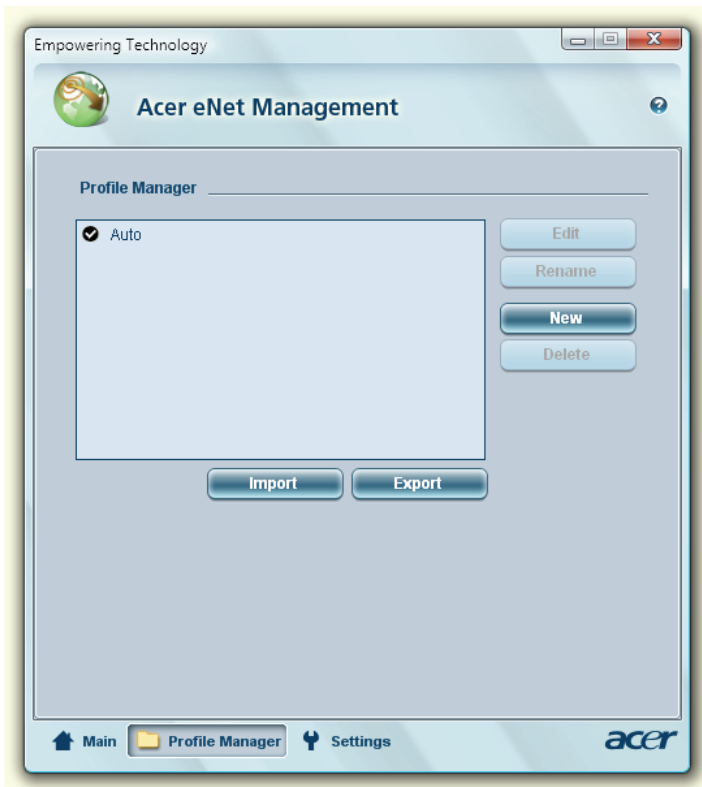 Empowering Technology
Acer eNet Management
Profile Manager
Auto
Edit
Rename
New
Delete
Import
Export
Main
Profile Manager
Settings
acer